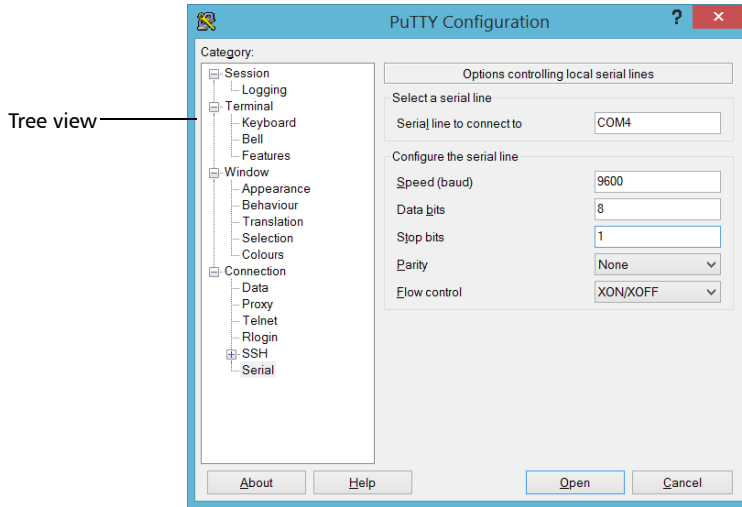 PuTTY Configuration
?
×
Category:
Session
Logging
Terminal
Keyboard
Bell
Features
Window
Appearance
Behaviour
Translation
Selection
Colours
Connection
Data
Proxy
Telnet
Rlogin
SSH
Serial
Tree view
Options controlling local serial lines
Select a serial line
Serial line to connect to COM4
Configure the serial line
Speed (baud) 9600
Data bits 8
Stop bits 1
Parity None
Flow control XON/XOFF
About Help Open Cancel